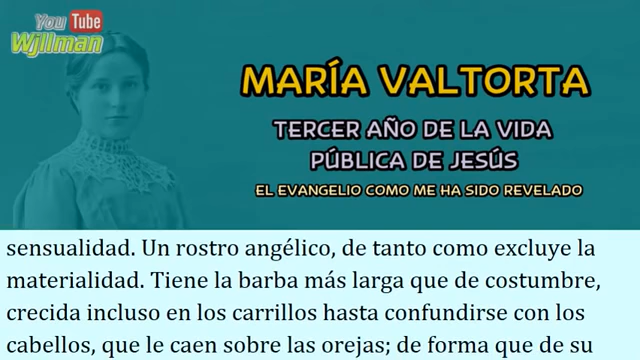 You Tube
Wjllman
MARÍA VALTORTA
TERCER AÑO DE LA VIDA
PÚBLICA DE JESÚS
EL EVANGELIO COMO ME HA SIDO REVELADO
sensualidad. Un rostro angélico, de tanto como excluye la
materialidad. Tiene la barba más larga que de costumbre,
crecida incluso en los carrillos hasta confundirse con los
cabellos, que le caen sobre las orejas; de forma que de su